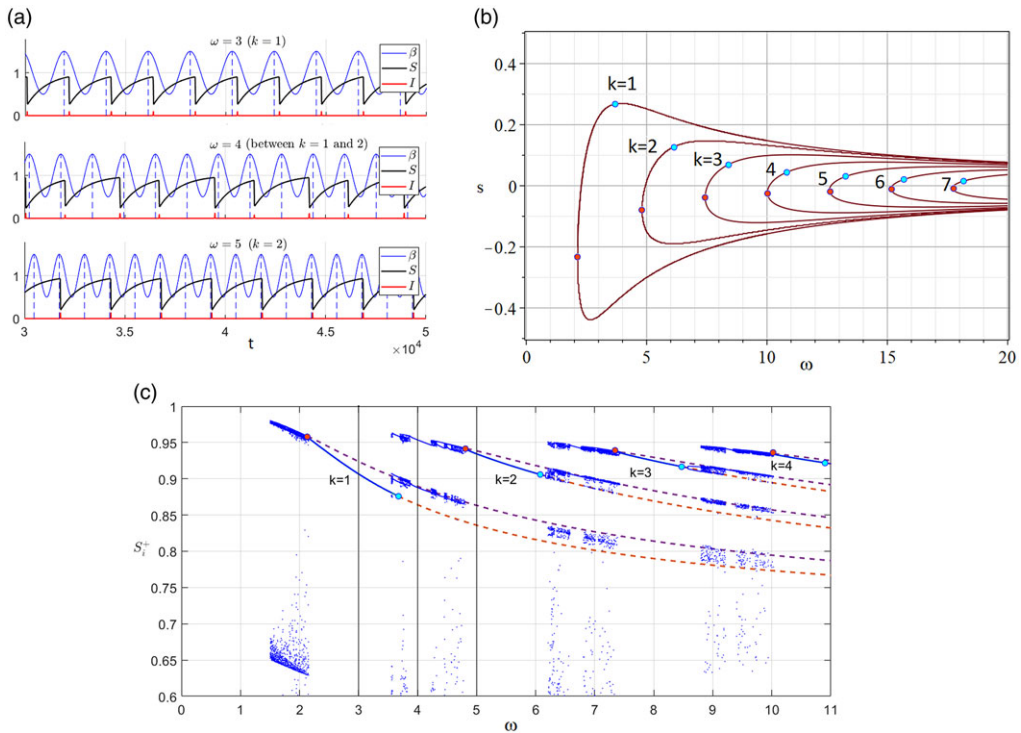 (a)
ω = 3 (k = 1)
β
S
I
1
0
ω = 4 (between k = 1 and 2)
β
S
I
1
0
ω = 5 (k = 2)
β
S
I
1
0
3 3.5 4 4.5 5
t
×10⁴
(b)
0.4
0.2
s 0
−0.2
−0.4
k=1
k=2
k=3
4
5
6
7
0 5 10 15 20
ω
(c)
1
0.95
0.9
0.85
S_i^+ 0.8
0.75
0.7
0.65
0.6
k=1
k=2
k=3
k=4
0 1 2 3 4 5 6 7 8 9 10 11
ω